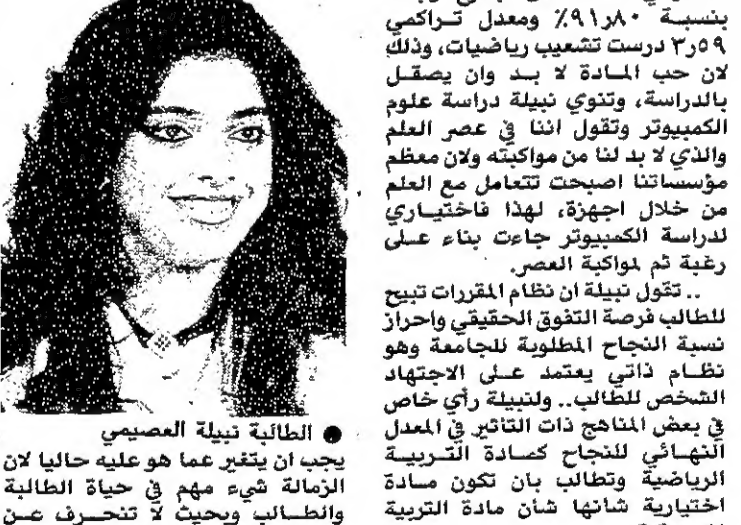 بنسبة ٩١٫٨٠٪ ومعدل تراكمي
٣٫٥٩ درست تشعيب رياضيات، وذلك
لان حب المادة لا بد وان يصقل
بالدراسة، وتنوي نبيلة دراسة علوم
الكمبيوتر وتقول اننا في عصر العلم
والذي لا بد لنا من مواكبته ولان معظم
مؤسساتنا اصبحت تتعامل مع العلم
من خلال اجهزة، لهذا فاختياري
لدراسة الكمبيوتر جاءت بناء على
رغبة ثم لمواكبة العصر.
.. تقول نبيلة ان نظام المقررات تبيح
للطالب فرصة التفوق الحقيقي واحراز
نسبة النجاح المطلوبة للجامعة وهو
نظام ذاتي يعتمد على الاجتهاد
الشخص للطالب.. ولنبيلة رأي خاص
في بعض المناهج ذات التاثير في المعدل
النهائي للنجاح كمادة التربية
الرياضية وتطالب بان تكون مادة
اختيارية شانها شان مادة التربية
● الطالبة نبيلة العصيمي
يجب ان يتغير عما هو عليه حاليا لان
الزمالة شيء مهم في حياة الطالبة
والطالب وبحيث لا تنحرف عن